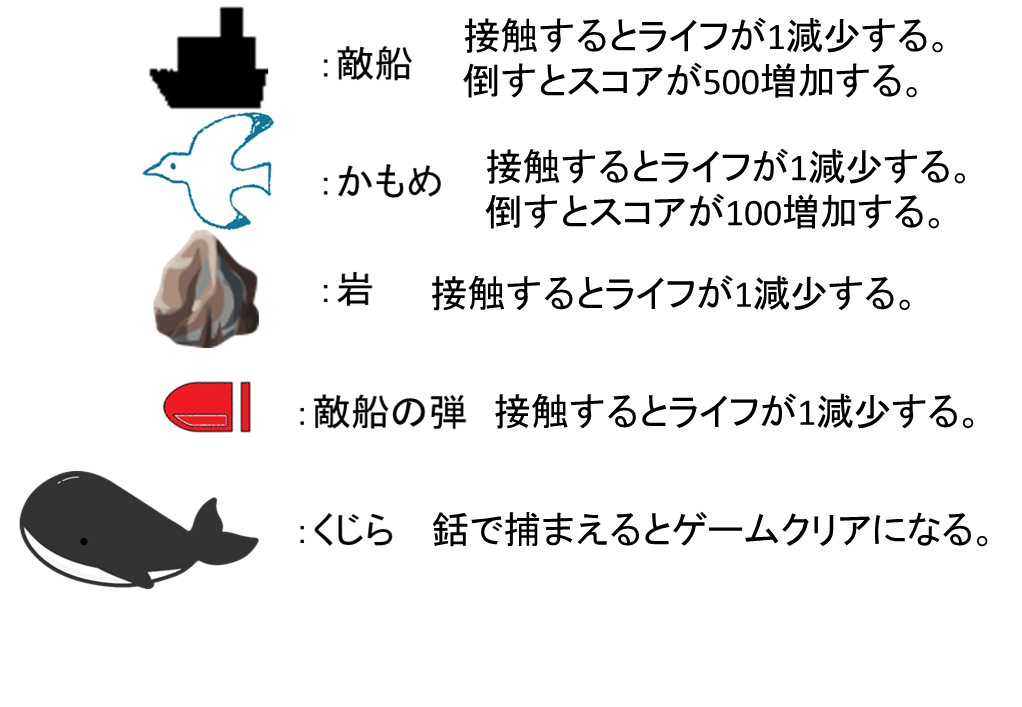 ：敵船　接触するとライフが1減少する。
倒すとスコアが500増加する。
：かもめ　接触するとライフが1減少する。
倒すとスコアが100増加する。
：岩　接触するとライフが1減少する。
：敵船の弾　接触するとライフが1減少する。
：くじら　銛で捕まえるとゲームクリアになる。